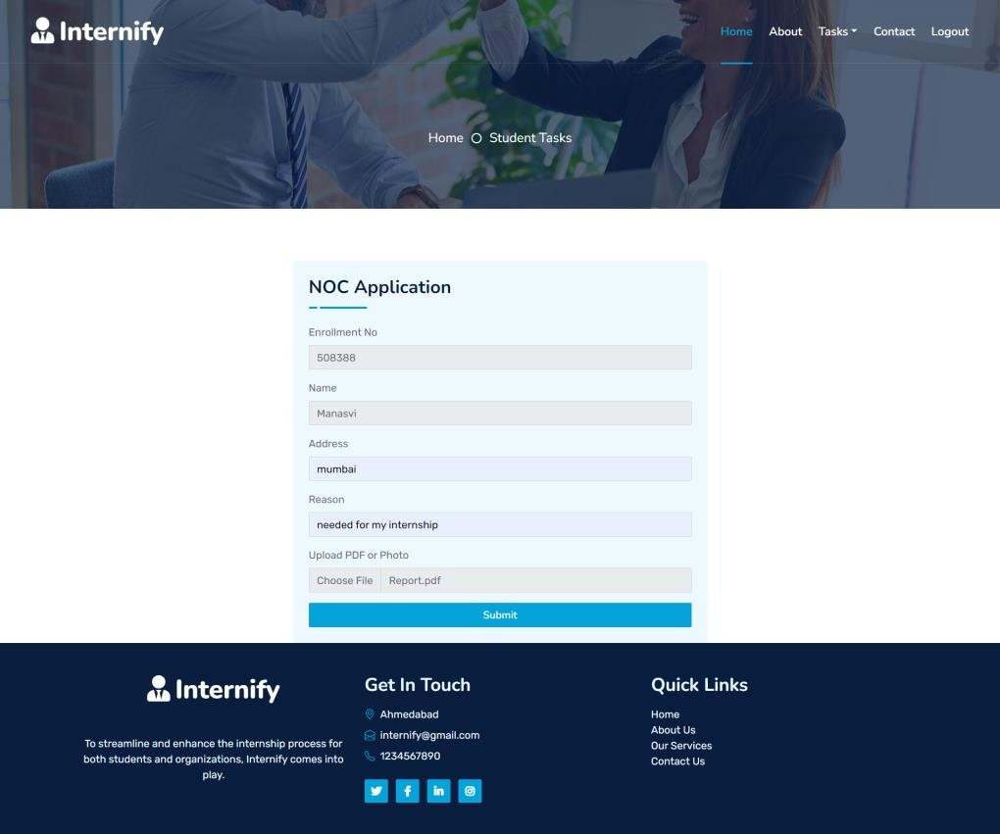 Internify
Home About Tasks Contact Logout
Home Student Tasks
NOC Application
Enrollment No
508388
Name
Manasvi
Address
mumbai
Reason
needed for my internship
Upload PDF or Photo
Choose File Report.pdf
Submit
Internify
To streamline and enhance the internship process for
both students and organizations, Internify comes into
play.
Get In Touch
Ahmedabad
internify@gmail.com
1234567890
Quick Links
Home
About Us
Our Services
Contact Us